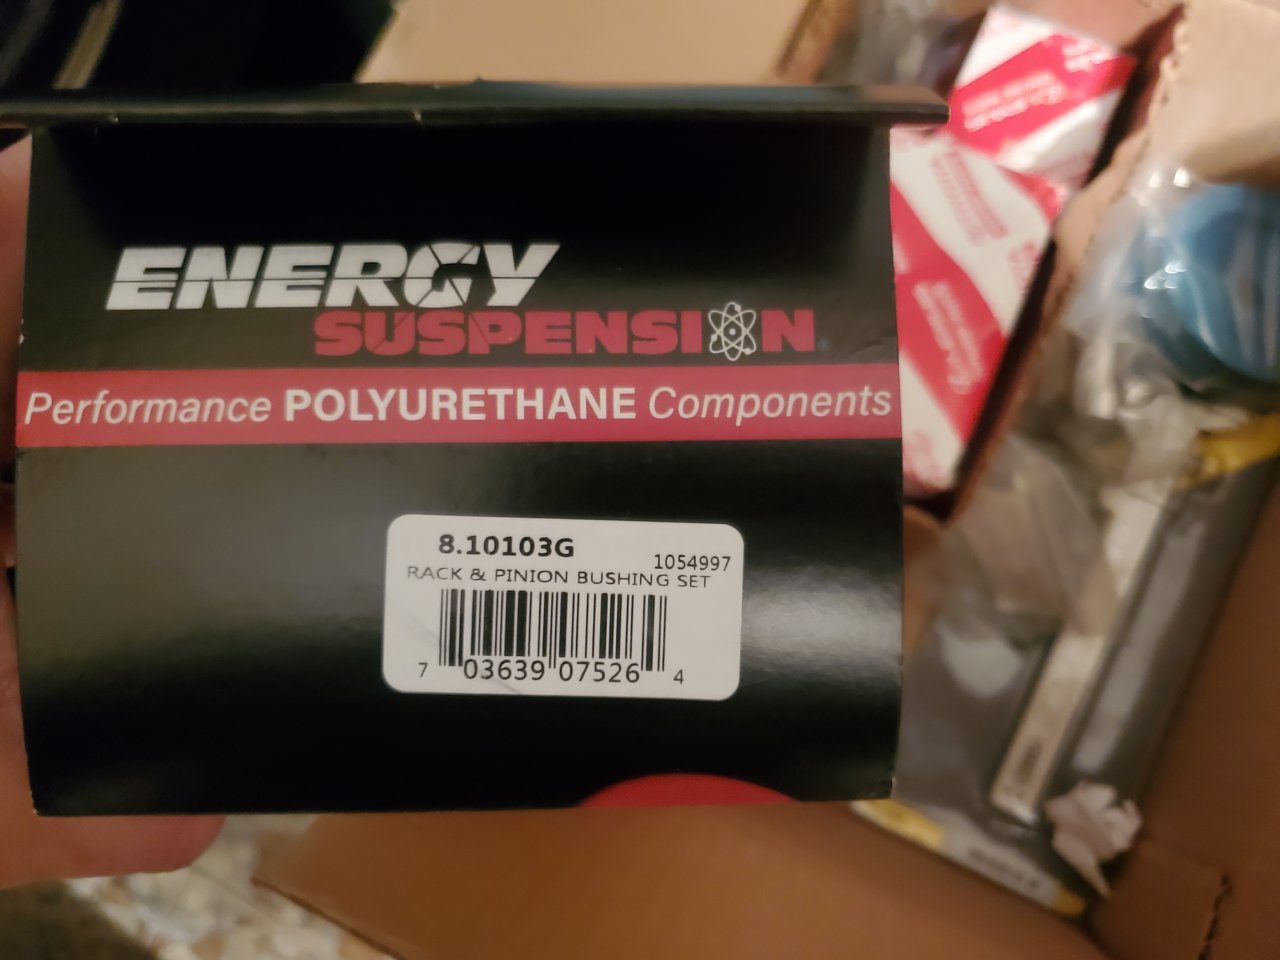 ENERGY
SUSPENSION
Performance POLYURETHANE Components
8.10103G
1054997
RACK & PINION BUSHING SET
7 03639 07526 4